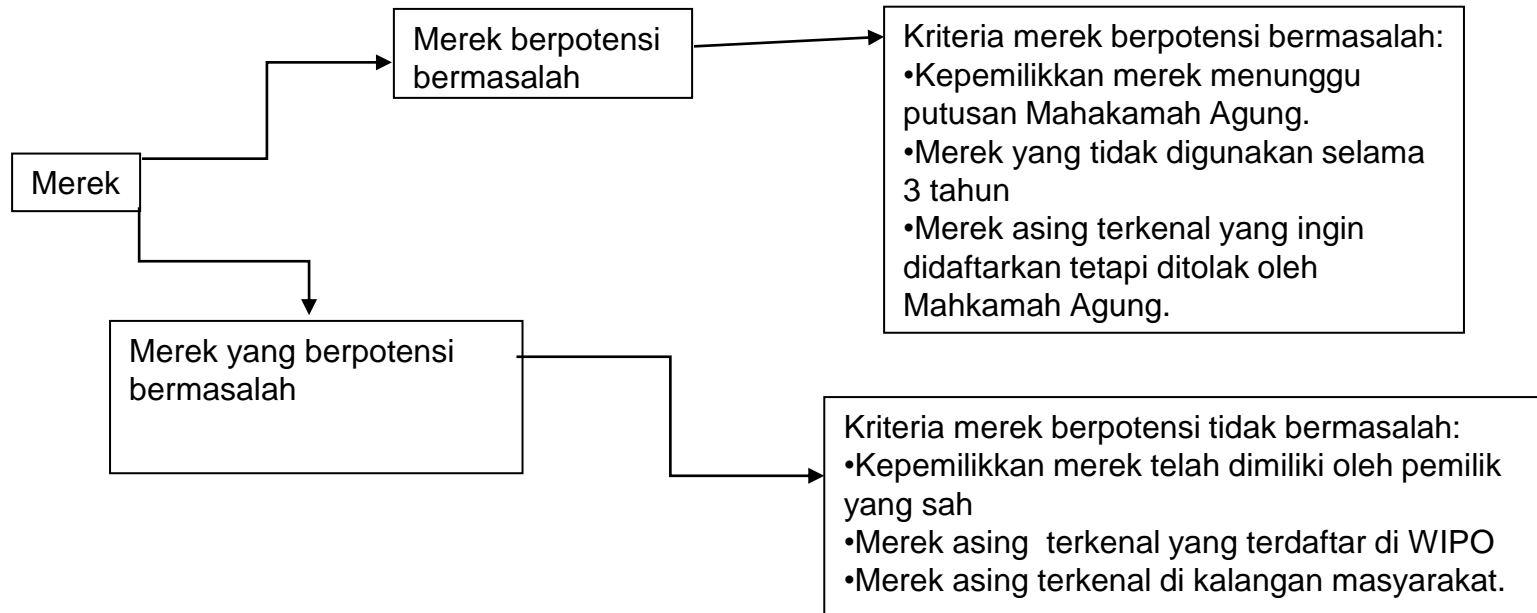 Merek berpotensi
bermasalah
Kriteria merek berpotensi bermasalah:
•Kepemilikkan merek menunggu
putusan Mahakamah Agung.
•Merek yang tidak digunakan selama
3 tahun
•Merek asing terkenal yang ingin
didaftarkan tetapi ditolak oleh
Mahkamah Agung.
Merek
Merek yang berpotensi
bermasalah
Kriteria merek berpotensi tidak bermasalah:
•Kepemilikkan merek telah dimiliki oleh pemilik
yang sah
•Merek asing  terkenal yang terdaftar di WIPO
•Merek asing terkenal di kalangan masyarakat.